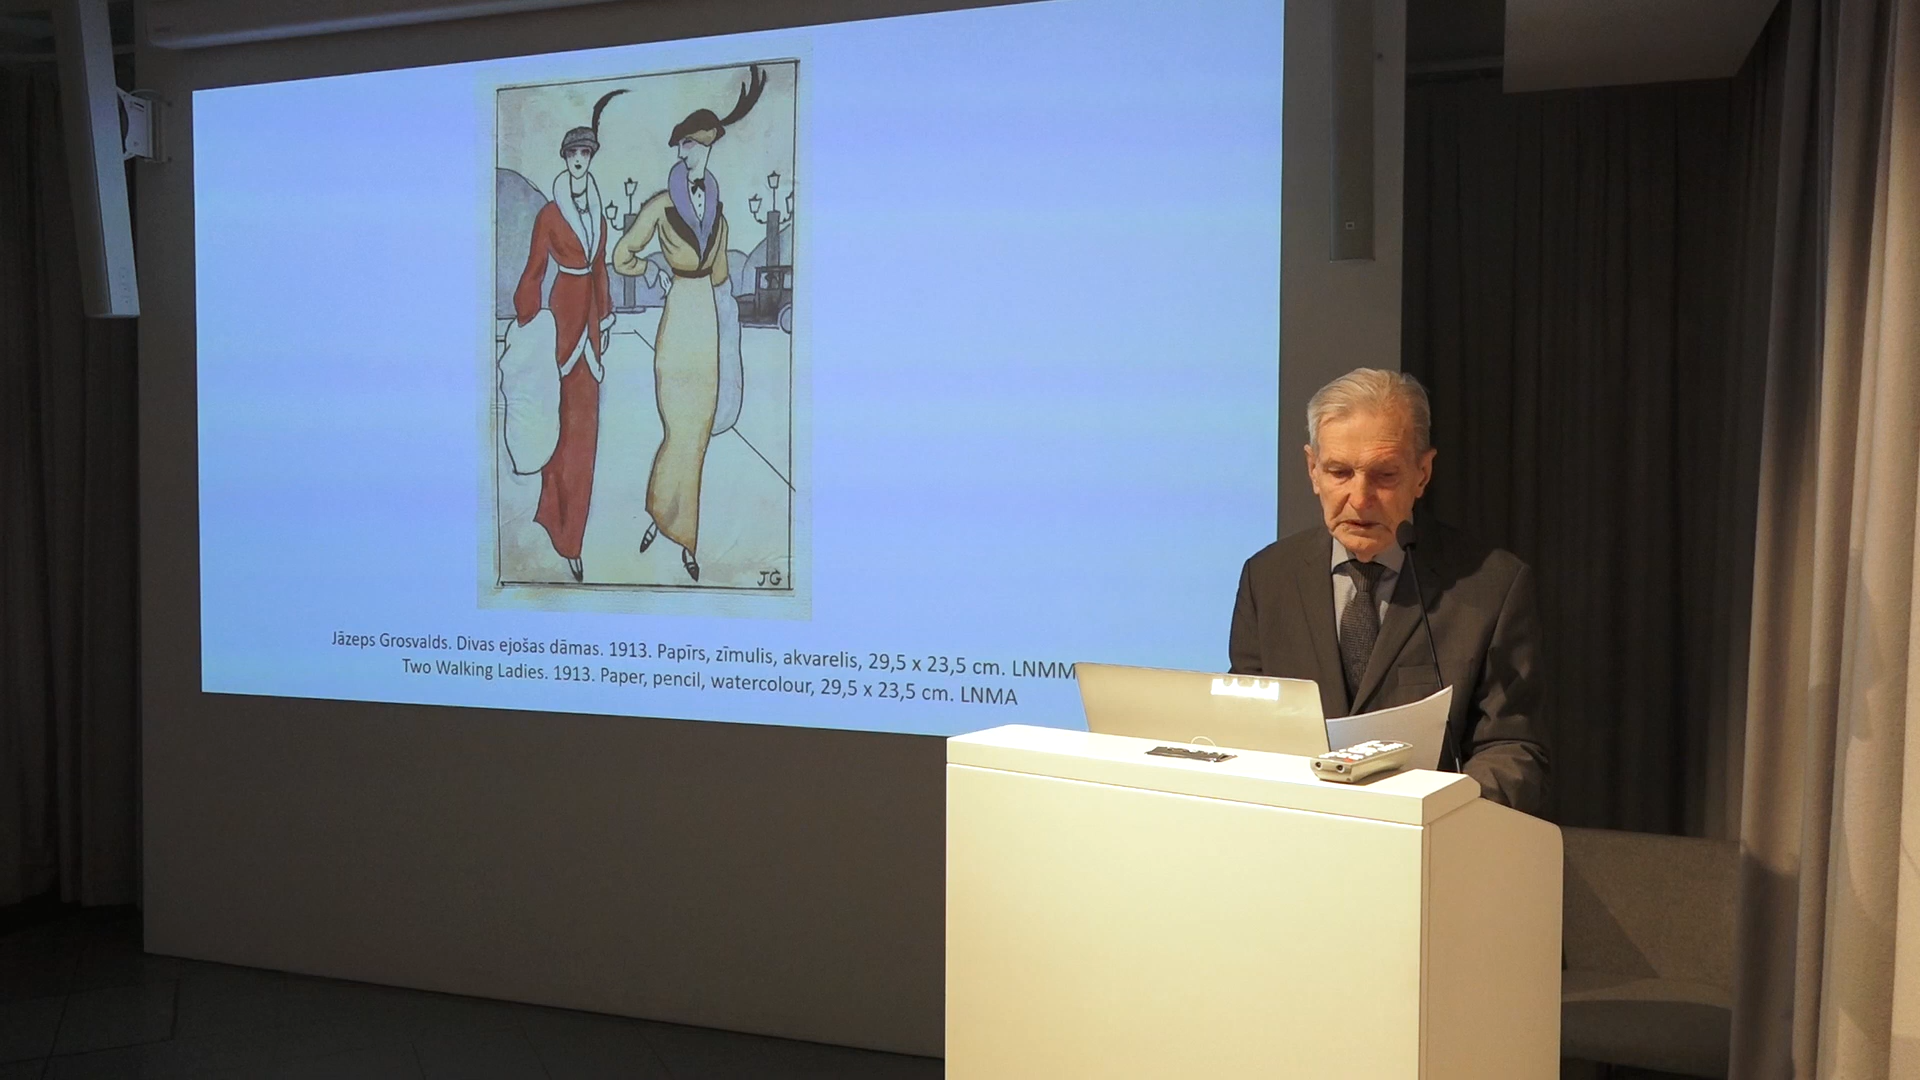 JG
Jāzeps Grosvalds. Divas ejošas dāmas. 1913. Papīrs, zīmulis, akvarelis, 29,5 x 23,5 cm. LNMM
Two Walking Ladies. 1913. Paper, pencil, watercolour, 29,5 x 23,5 cm. LNMA